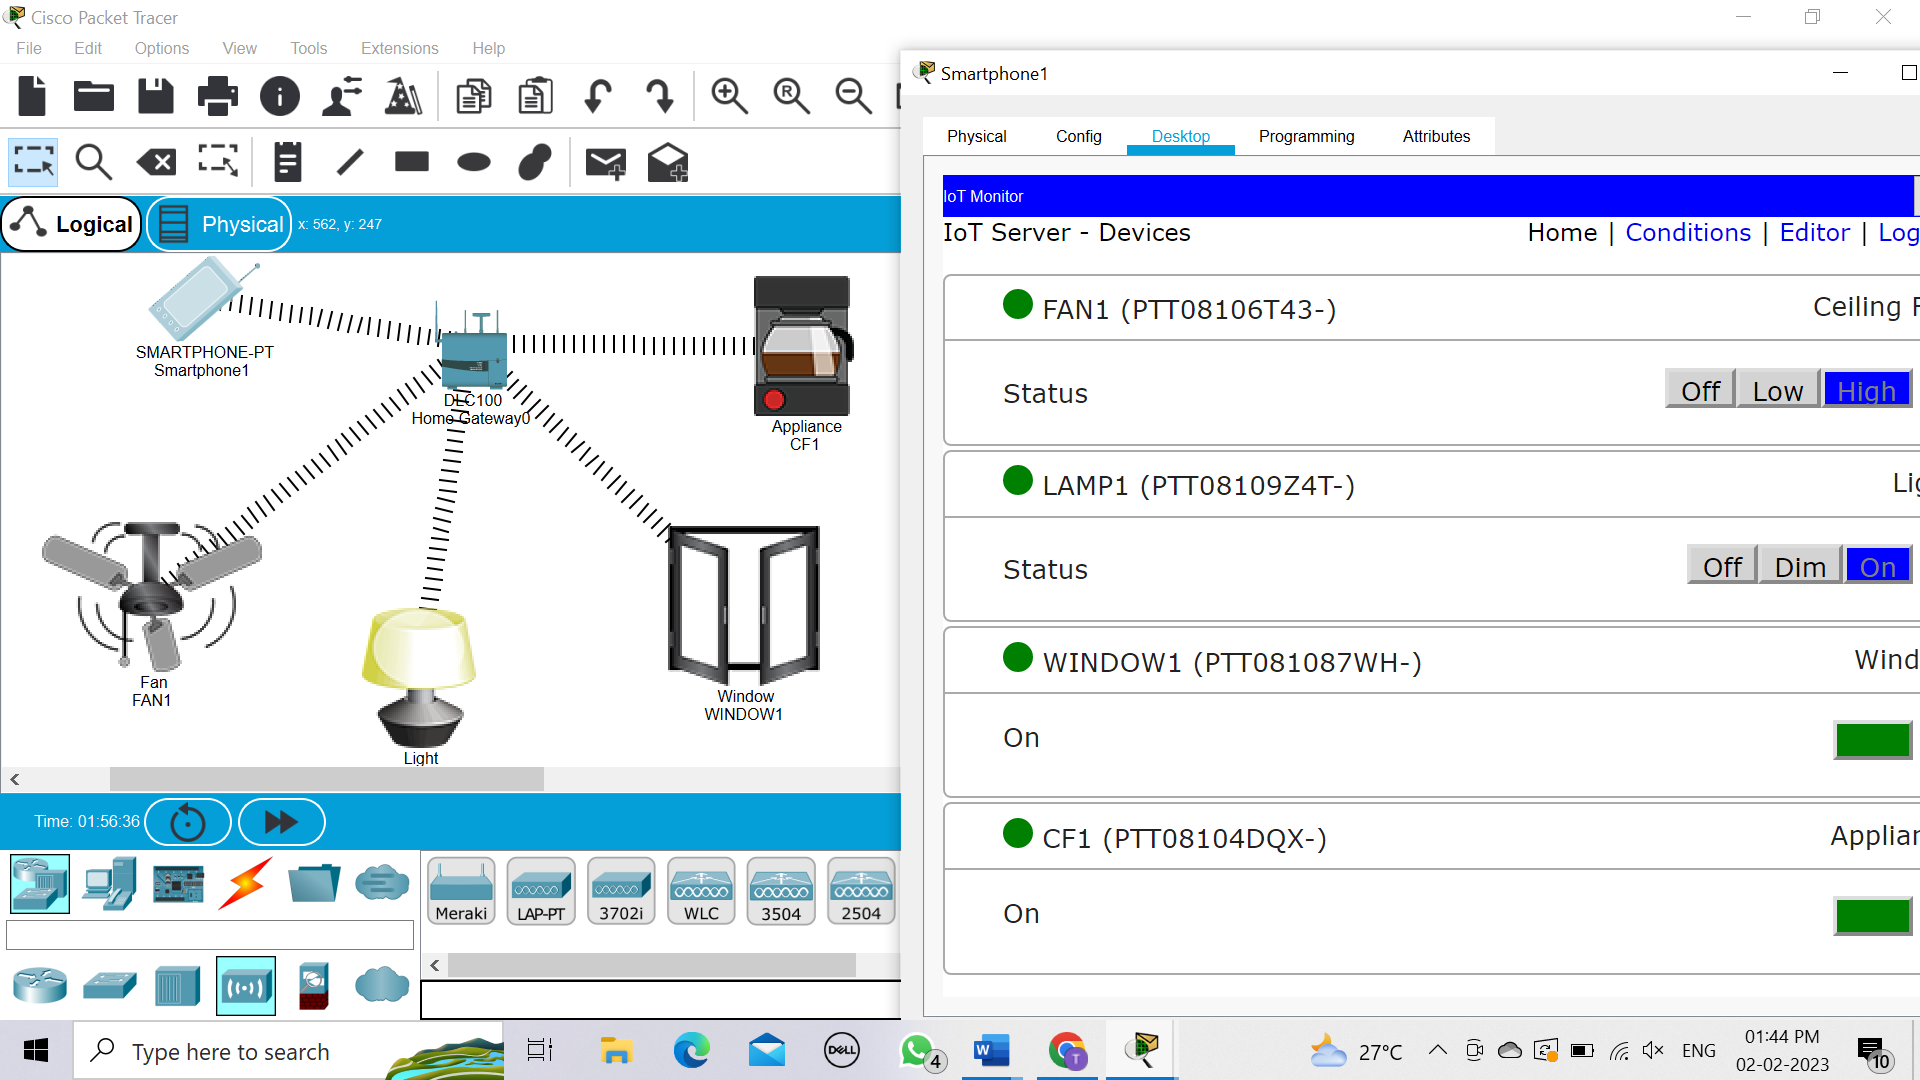 Cisco Packet Tracer
File Edit Options View Tools Extensions Help
Logical Physical x: 562, y: 247
SMARTPHONE-PT
Smartphone1
DLC100
Home Gateway0
Appliance
CF1
Fan
FAN1
Window
WINDOW1
Light
Time: 01:56:36
Meraki LAP-PT 3702i WLC 3504 2504
Smartphone1
Physical Config Desktop Programming Attributes
IoT Monitor
IoT Server - Devices Home | Conditions | Editor | Log
FAN1 (PTT08106T43-) Ceiling F
Status Off Low High
LAMP1 (PTT08109Z4T-) Lig
Status Off Dim On
WINDOW1 (PTT081087WH-) Wind
On
CF1 (PTT08104DQX-) Applian
On
Type here to search
DELL
4
W
T
27°C
ENG
01:44 PM
02-02-2023
10